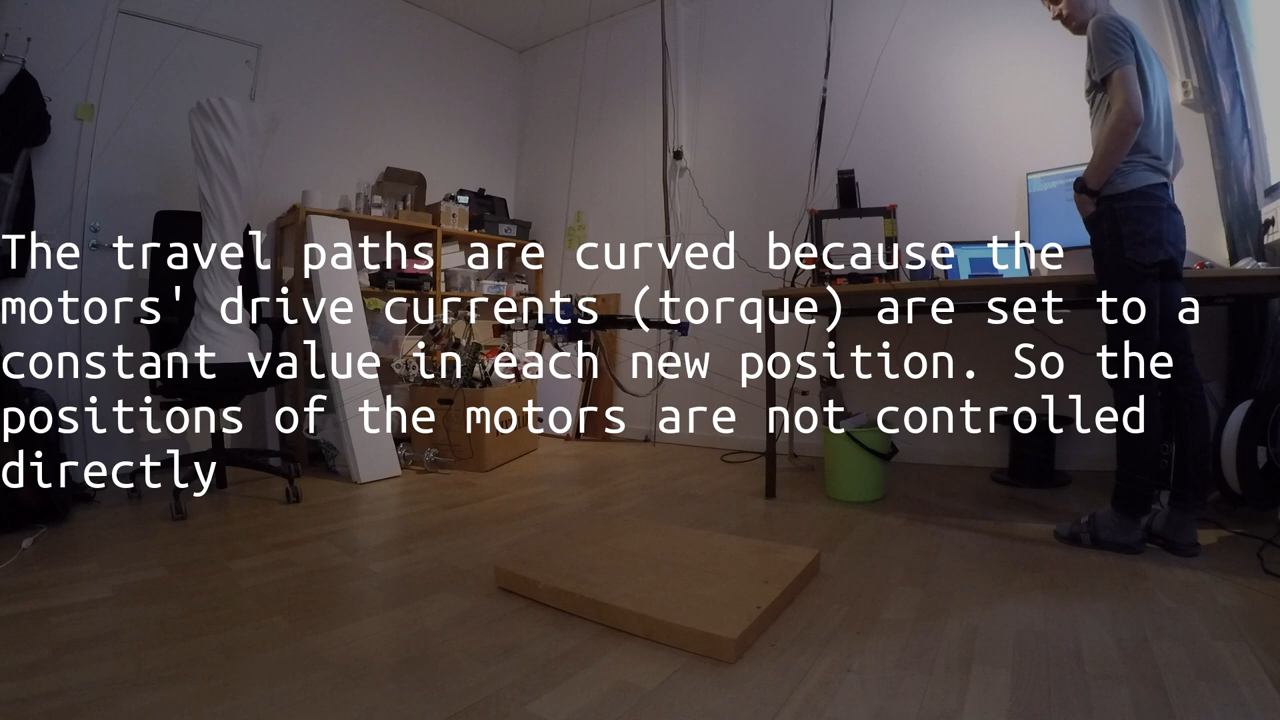 The travel paths are curved because the
motors' drive currents (torque) are set to a
constant value in each new position. So the
positions of the motors are not controlled
directly